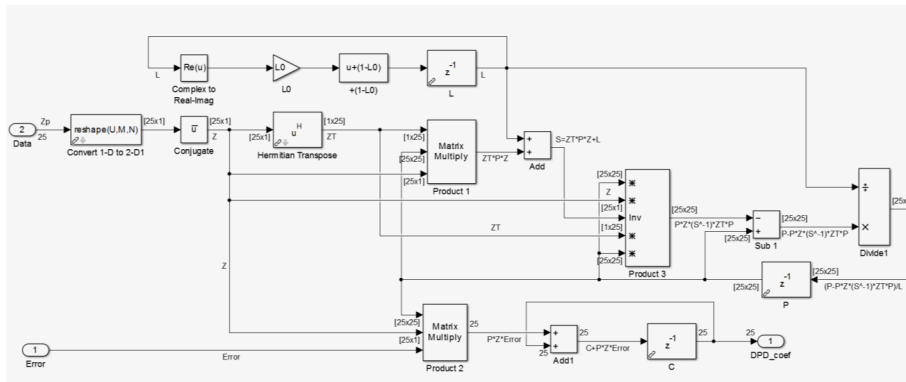 L
Re(u)
Complex to
Real-Imag
L0
L0
u+(1-L0)
+(1-L0)
-1
z
L
L
2
Data
Zp
25
reshape(U,M,N)
Convert 1-D to 2-D1
[25x1]
u
Conjugate
[25x1]
Z
[25x1]
H
u
Hermitian Transpose
[1x25]
ZT
[1x25]
[25x25]
[25x1]
Matrix
Multiply
Product 1
ZT*P*Z
+
+
Add
S=ZT*P*Z+L
[25x25]
Z
[25x1]
Inv
[1x25]
ZT
[25x25]
Product 3
[25x25]
P*Z*(S^-1)*ZT*P
−
+
[25x25]
Sub 1
[25x25]
P-P*Z*(S^-1)*ZT*P
÷
×
Divide1
[25x
-1
z
P
[25x25]
[25x25]
(P-P*Z*(S^-1)*ZT*P)/L
Z
[25x25]
[25x1]
Matrix
Multiply
Product 2
25
P*Z*Error
1
Error
Error
+
+
25
Add1
25
C+P*Z*Error
-1
z
C
25
25
1
DPD_coef